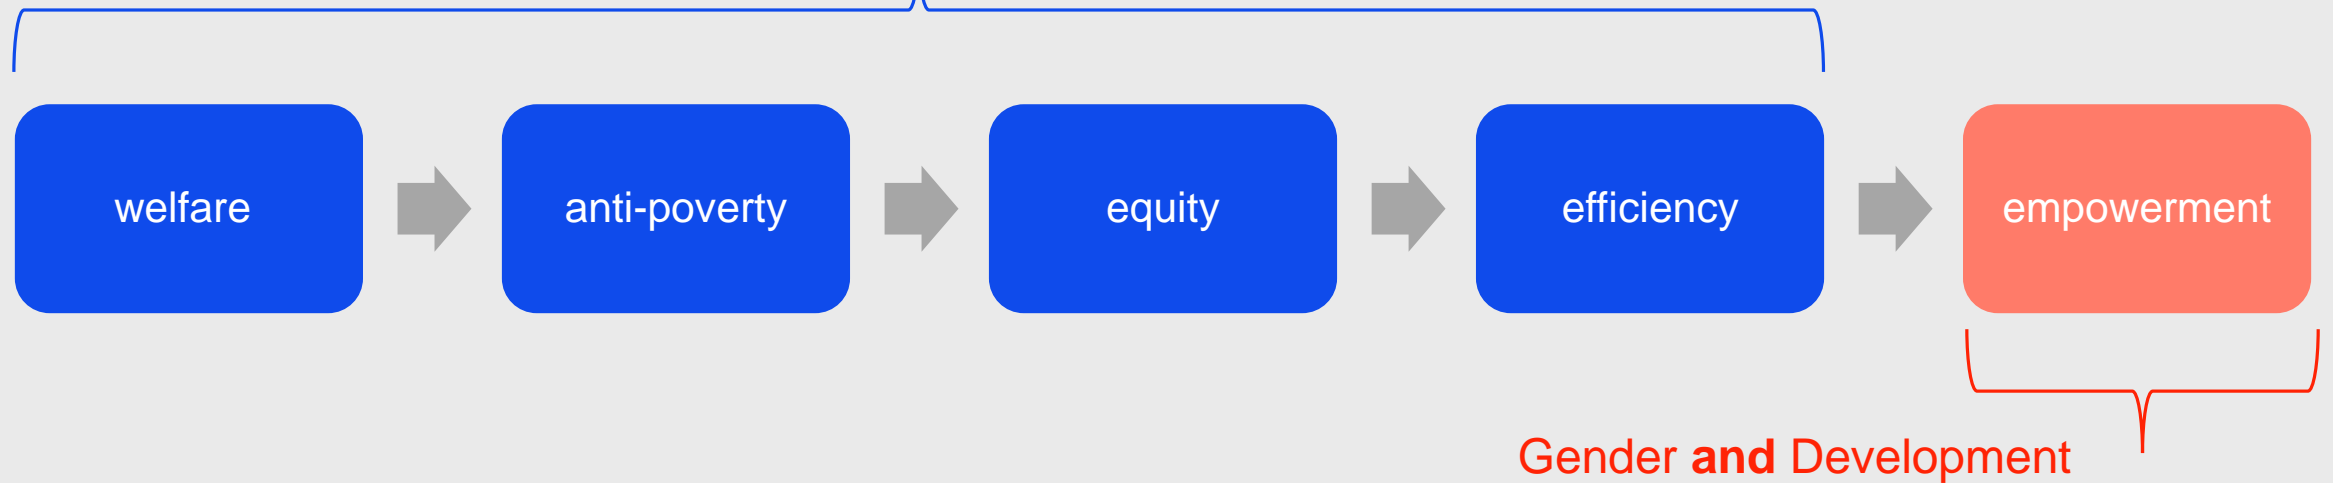 welfare
anti-poverty
equity
efficiency
empowerment
Gender and Development